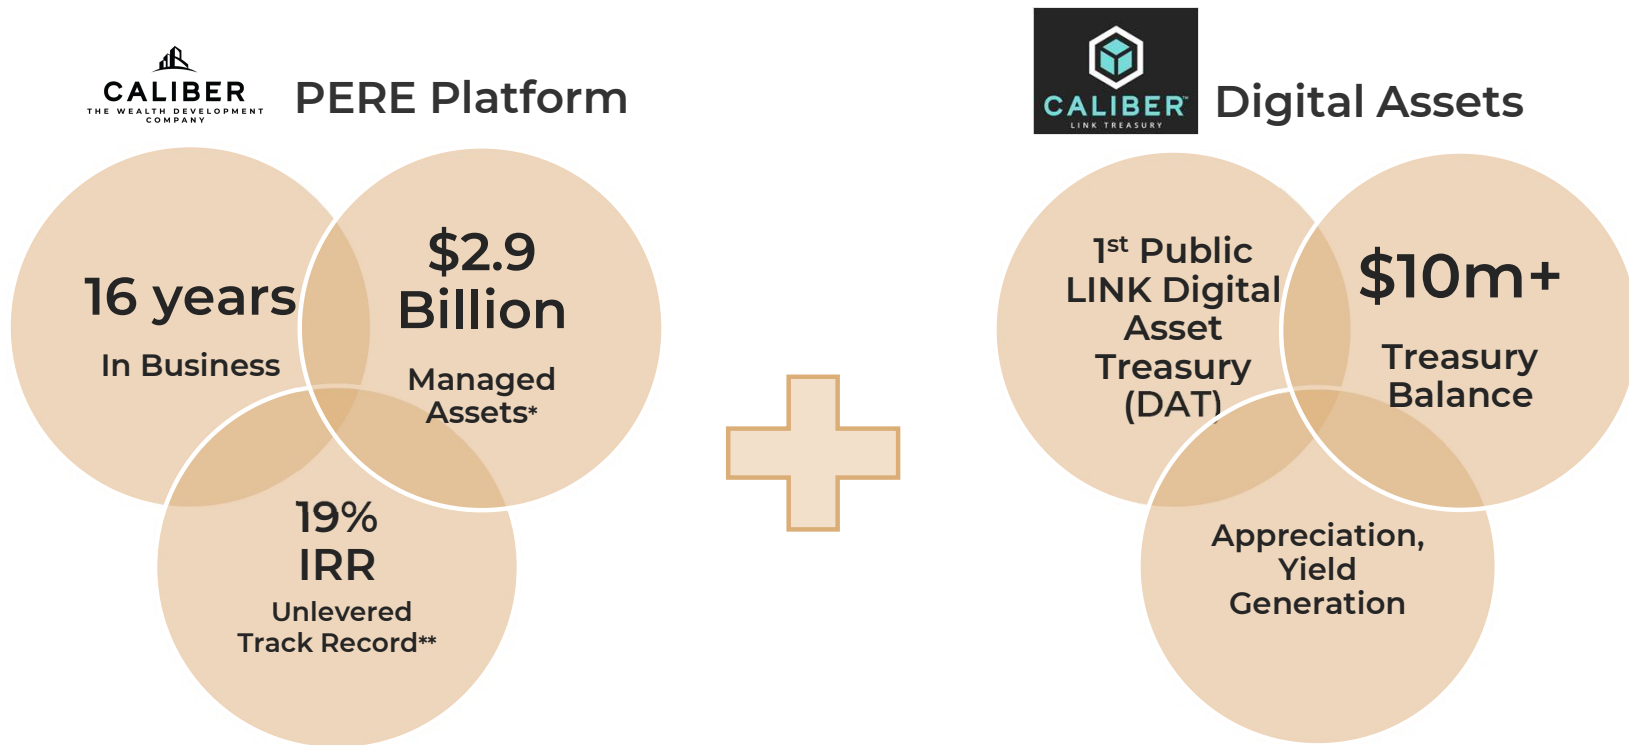 CALIBER
THE WEALTH DEVELOPMENT
COMPANY
PERE Platform
16 years
In Business
$2.9
Billion
Managed
Assets*
19%
IRR
Unlevered
Track Record**
CALIBER™
LINK TREASURY
Digital Assets
1st Public
LINK Digital
Asset
Treasury
(DAT)
$10m+
Treasury
Balance
Appreciation,
Yield
Generation